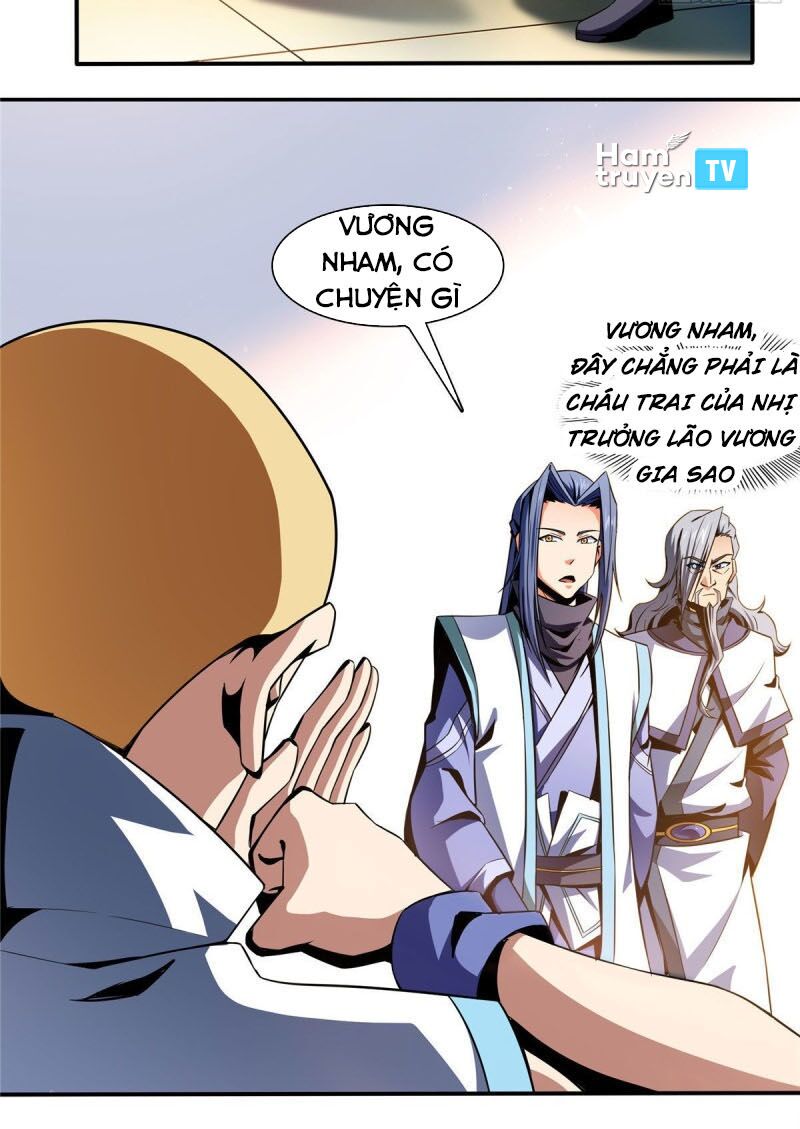 Ham
truyen TV
VƯƠNG
NHAM, CÓ
CHUYỆN GÌ
VƯƠNG NHAM,
ĐÂY CHẲNG PHẢI LÀ
CHÁU TRAI CỦA NHỊ
TRƯỞNG LÃO VƯƠNG
GIA SAO